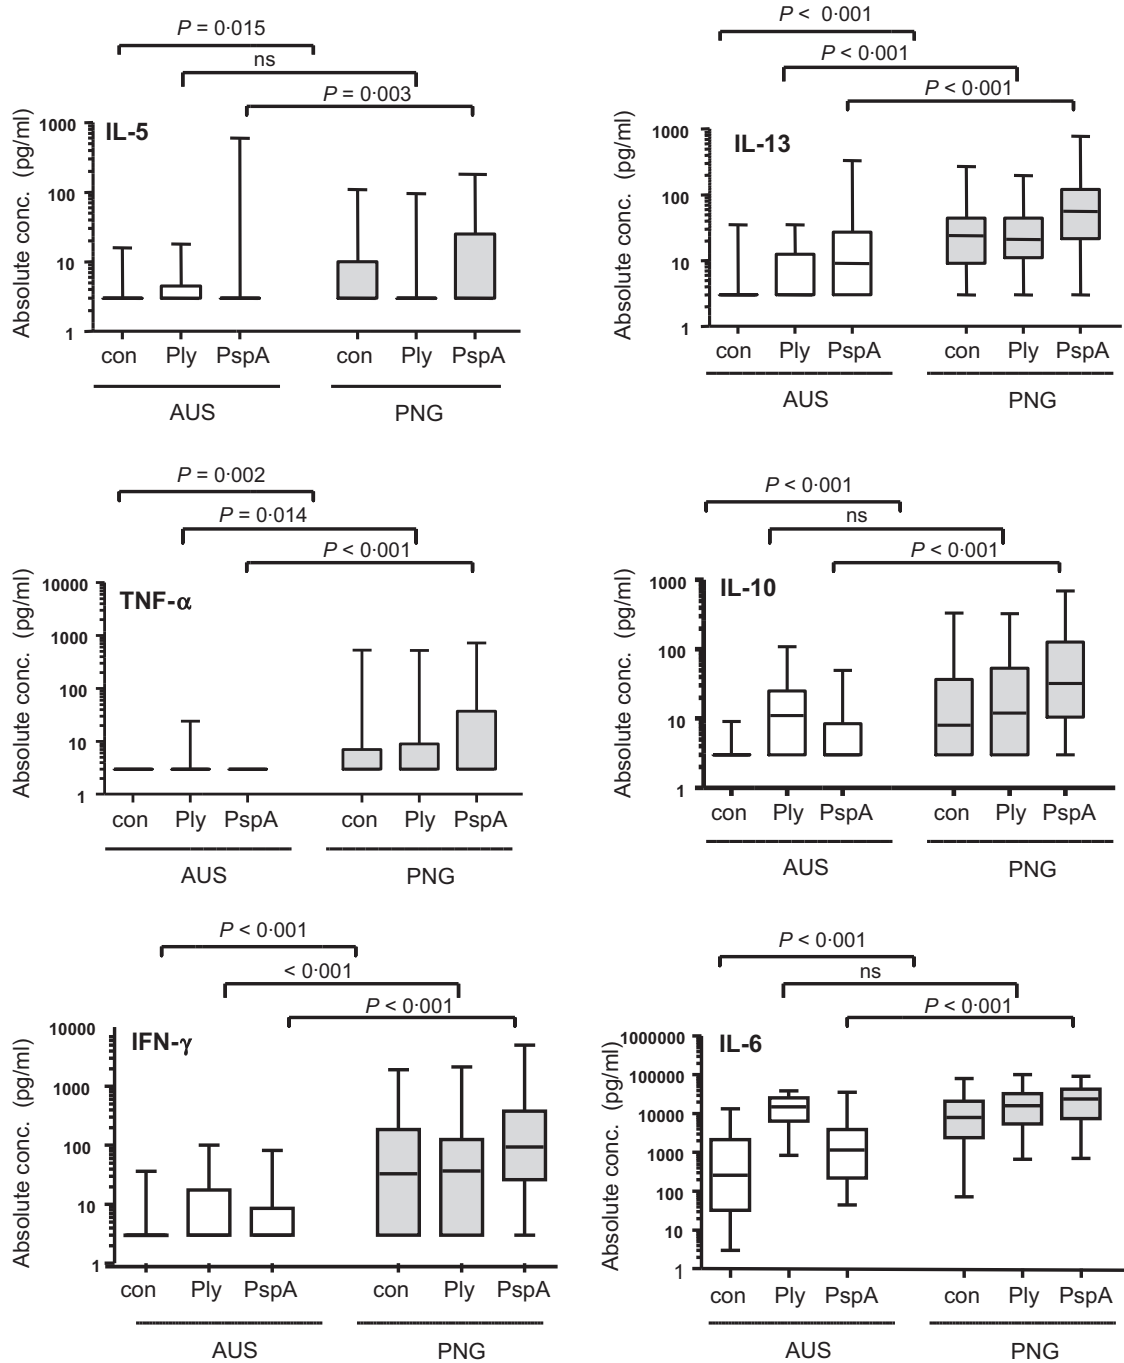 P = 0·015
ns
P = 0·003
IL-5
Absolute conc. (pg/ml)
1000
100
10
1
con Ply PspA con Ply PspA
AUS PNG
P < 0·001
P < 0·001
P < 0·001
IL-13
Absolute conc. (pg/ml)
1000
100
10
1
con Ply PspA con Ply PspA
AUS PNG
P = 0·002
P = 0·014
P < 0·001
TNF-α
Absolute conc. (pg/ml)
10000
1000
100
10
1
con Ply PspA con Ply PspA
AUS PNG
P < 0·001
ns
P < 0·001
IL-10
Absolute conc. (pg/ml)
1000
100
10
1
con Ply PspA con Ply PspA
AUS PNG
P < 0·001
< 0·001
P < 0·001
IFN-γ
Absolute conc. (pg/ml)
10000
1000
100
10
1
con Ply PspA con Ply PspA
AUS PNG
P < 0·001
ns
P < 0·001
IL-6
Absolute conc. (pg/ml)
1000000
100000
10000
1000
100
10
1
con Ply PspA con Ply PspA
AUS PNG